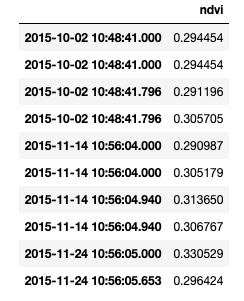 ndvi
2015-10-02 10:48:41.000 0.294454
2015-10-02 10:48:41.000 0.294454
2015-10-02 10:48:41.796 0.291196
2015-10-02 10:48:41.796 0.305705
2015-11-14 10:56:04.000 0.290987
2015-11-14 10:56:04.000 0.305179
2015-11-14 10:56:04.940 0.313650
2015-11-14 10:56:04.940 0.306767
2015-11-24 10:56:05.000 0.330529
2015-11-24 10:56:05.653 0.296424